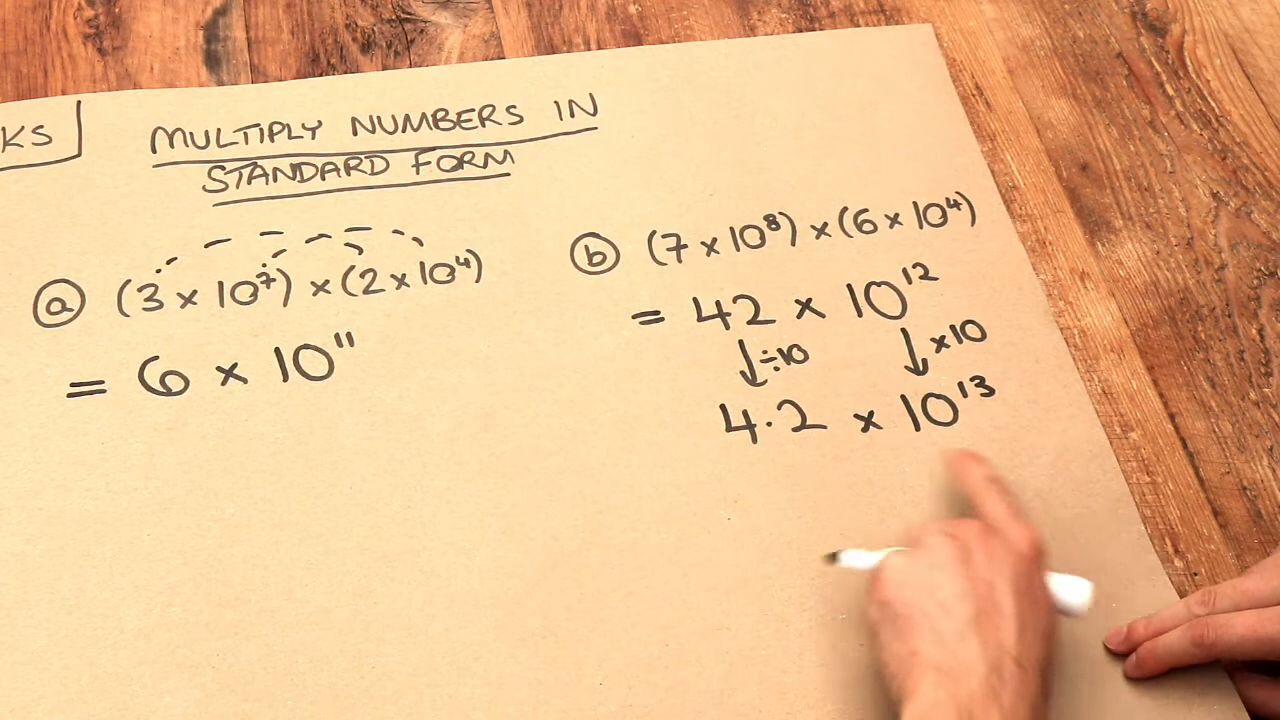 KS
MULTIPLY NUMBERS IN
STANDARD FORM
a (3 × 10⁷) × (2 × 10⁴)
= 6 × 10¹¹
b (7 × 10⁸) × (6 × 10⁴)
= 42 × 10¹²
↓÷10 ↓×10
4·2 × 10¹³